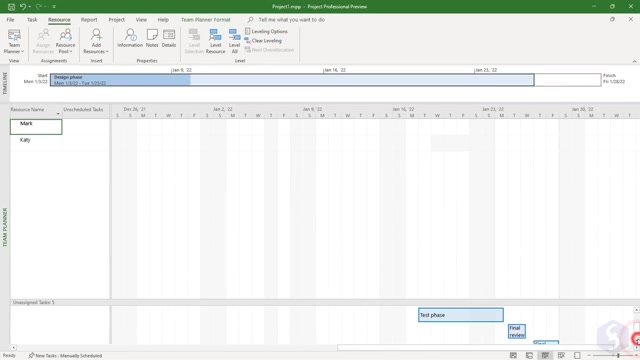 Project1.mpp - Project Professional Preview
File Task Resource Report Project View Help Team Planner Format Tell me what you want to do
Team Planner Assign Resources Resource Pool Add Resources Information Notes Details Level Selection Level Resource Level All
Leveling Options
Clear Leveling
Next Overallocation
View Assignments Insert Properties Level
Jan 9, '22 Jan 16, '22 Jan 23, '22
TIMELINE
Start
Mon 1/3/22
Design phase
Mon 1/3/22 - Tue 1/25/22
Finish
Fri 1/28/22
Resource Name Unscheduled Tasks
Dec 26, '21 Jan 2, '22 Jan 9, '22 Jan 16, '22 Jan 23, '22 Jan 30, '22
S S M T W T F S S M T W T F S S M T W T F S S M T W T F S S M T W T F S S M T
Mark
Katy
TEAM PLANNER
Unassigned Tasks: 5
Test phase
Final review
Ready New Tasks : Manually Scheduled